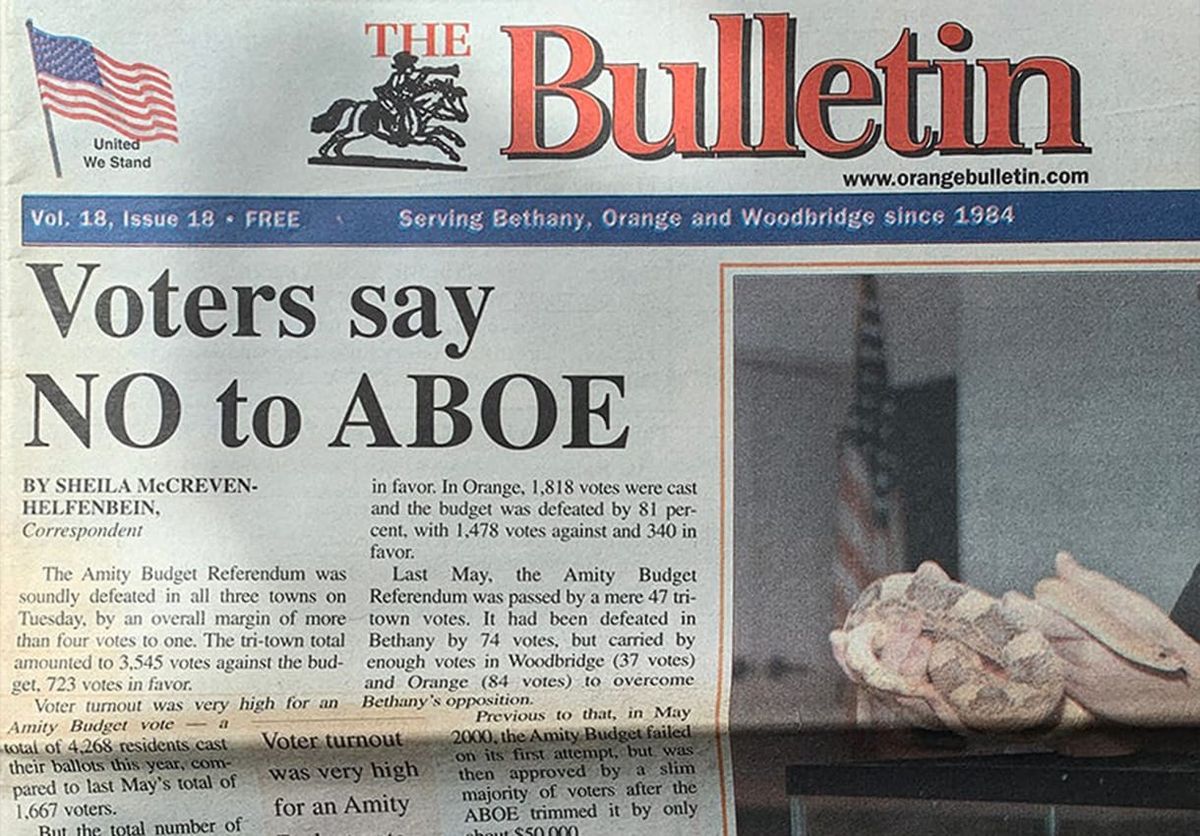 United
We Stand
THE
Bulletin
www.orangebulletin.com
Vol. 18, Issue 18 • FREE
Serving Bethany, Orange and Woodbridge since 1984
Voters say
NO to ABOE
BY SHEILA McCREVEN-
HELFENBEIN,
Correspondent
The Amity Budget Referendum was
soundly defeated in all three towns on
Tuesday, by an overall margin of more
than four votes to one. The tri-town total
amounted to 3,545 votes against the bud-
get, 723 votes in favor.
Voter turnout was very high for an
Amity Budget vote — a
total of 4,268 residents cast
their ballots this year, com-
pared to last May's total of
1,667 voters.
But the total number of
Voter turnout
was very high
for an Amity
in favor. In Orange, 1,818 votes were cast
and the budget was defeated by 81 per-
cent, with 1,478 votes against and 340 in
favor.
Last May, the Amity Budget
Referendum was passed by a mere 47 tri-
town votes. It had been defeated in
Bethany by 74 votes, but carried by
enough votes in Woodbridge (37 votes)
and Orange (84 votes) to overcome
Bethany's opposition.
Previous to that, in May
2000, the Amity Budget failed
on its first attempt, but was
then approved by a slim
majority of voters after the
ABOE trimmed it by only
about $50,000.